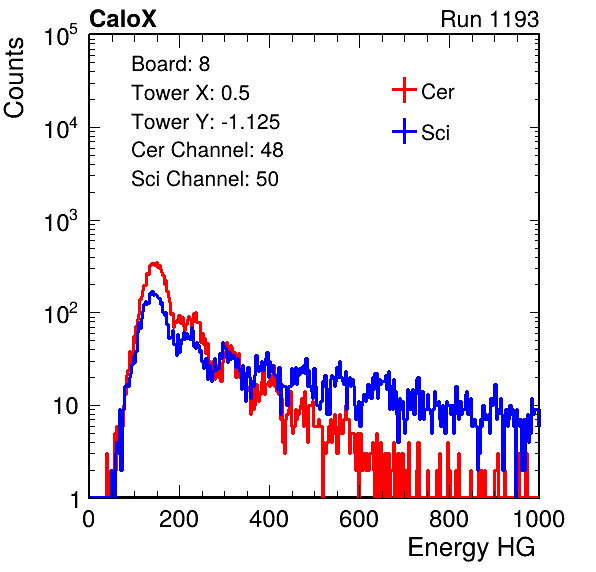 CaloX Run 1193
Counts
Board: 8
Tower X: 0.5
Tower Y: -1.125
Cer Channel: 48
Sci Channel: 50
Cer
Sci
10^5
10^4
10^3
10^2
10
1
0 200 400 600 800 1000
Energy HG